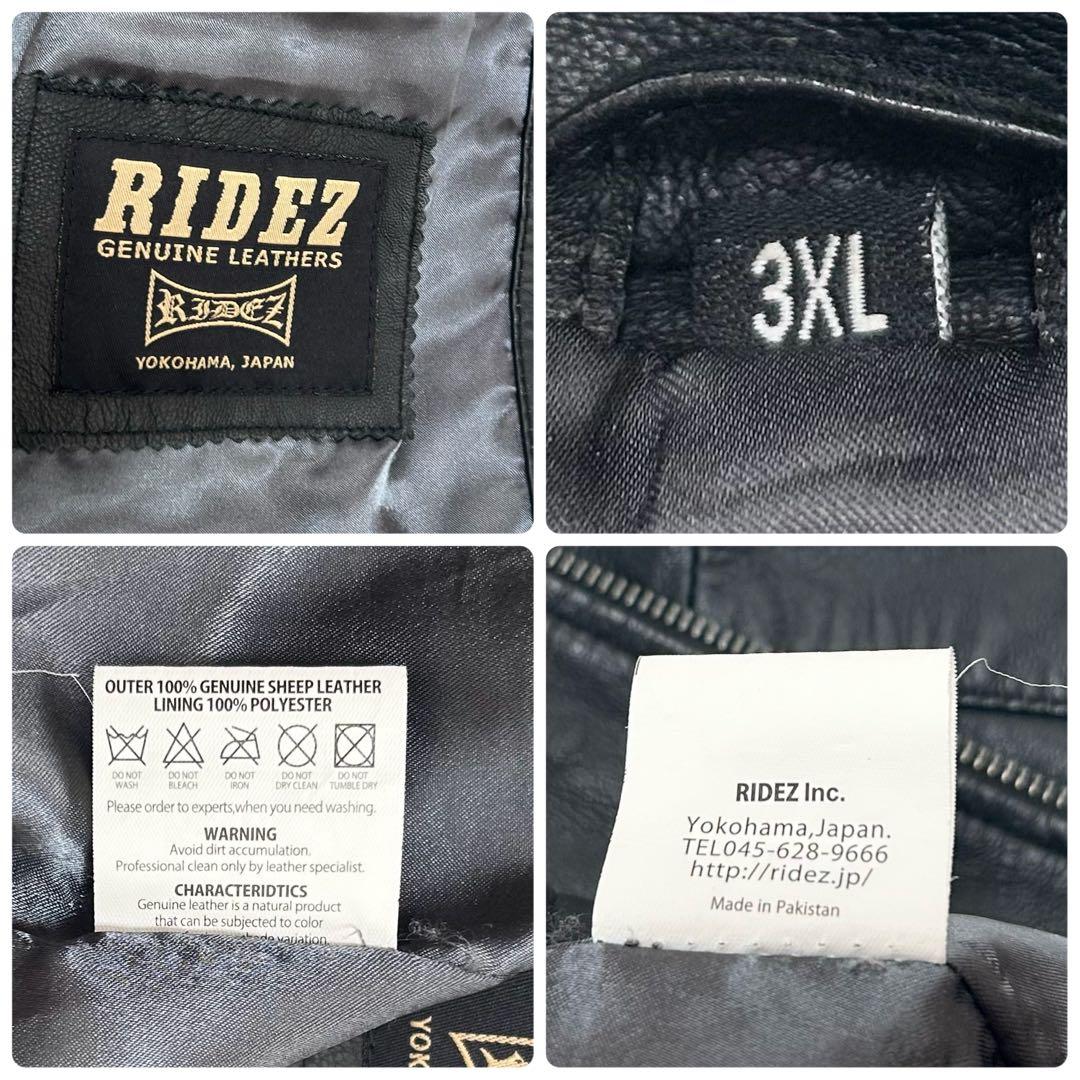 RIDEZ
GENUINE LEATHERS
RIDEZ
YOKOHAMA, JAPAN
3XL
OUTER 100% GENUINE SHEEP LEATHER
LINING 100% POLYESTER
DO NOT WASH
DO NOT BLEACH
DO NOT IRON
DO NOT DRY CLEAN
DO NOT TUMBLE DRY
Please order to experts,when you need washing.
WARNING
Avoid dirt accumulation.
Professional clean only by leather specialist.
CHARACTERIDTICS
Genuine leather is a natural product
that can be subjected to color
shade variation.
YOK
RIDEZ Inc.
Yokohama,Japan.
TEL045-628-9666
http://ridez.jp/
Made in Pakistan